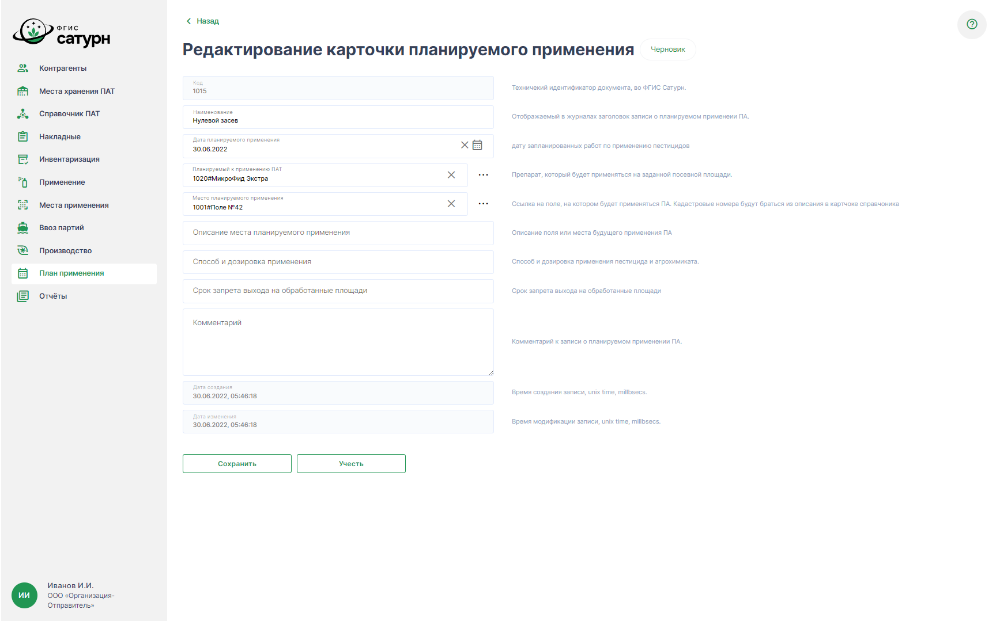 ФГИС
сатурн
Контрагенты
Места хранения ПАТ
Справочник ПАТ
Накладные
Инвентаризация
Применение
Места применения
Ввоз партий
Производство
План применения
Отчёты
ИИ
Иванов И.И.
ООО «Организация-
Отправитель»
Назад
Редактирование карточки планируемого применения
Черновик
Код
1015
Техничекий идентификатор документа, во ФГИС Сатурн.
Наименование
Нулевой засев
Отображаемый в журналах заголовок записи о планируемом применеии ПА.
Дата планируемого применения
30.06.2022
дату запланированных работ по применению пестицидов
Планируемый к применению ПАТ
1020#МикроФид Экстра
Препарат, который будет применяться на заданной посевной площади.
Место планируемого применения
1001#Поле №42
Ссылка на поле, на котором будет применяться ПА. Кадастровые номера будут браться из описания в картчоке справчоника
Описание места планируемого применения
Описание поля или места будущего применения ПА
Способ и дозировка применения
Способ и дозировка применения пестицида и агрохимиката.
Срок запрета выхода на обработанные площади
Срок запрета выхода на обработанные площади
Комментарий
Комментарий к записи о планируемом применении ПА.
Дата создания
30.06.2022, 05:46:18
Время создания записи, unix time, millbsecs.
Дата изменения
30.06.2022, 05:46:18
Время модификации записи, unix time, millbsecs.
Сохранить
Учесть